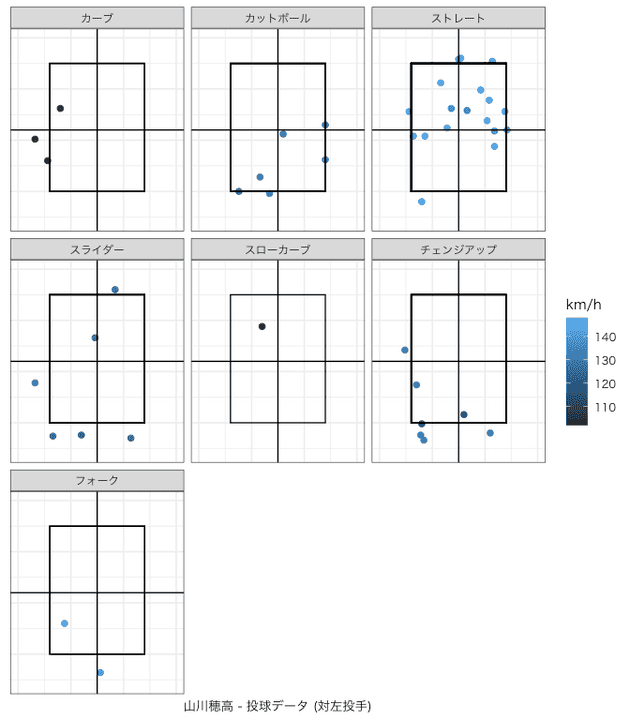 カーブ
カットボール
ストレート
スライダー
スローカーブ
チェンジアップ
km/h
140
130
120
110
フォーク
山川穂高 - 投球データ (対左投手)